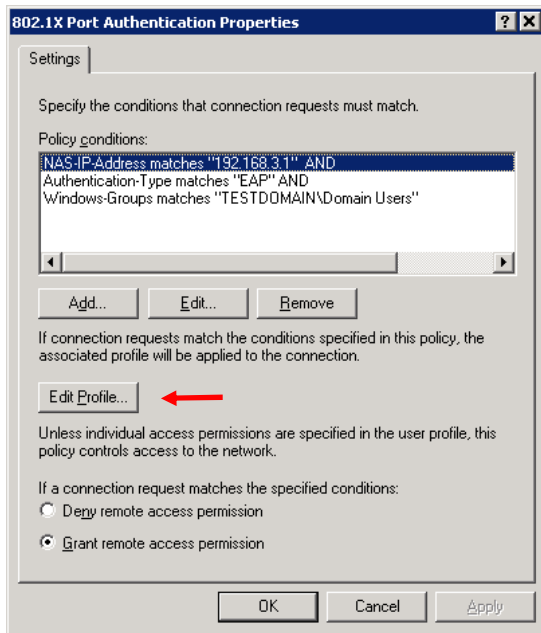 802.1X Port Authentication Properties
Settings
Specify the conditions that connection requests must match.
Policy conditions:
NAS-IP-Address matches "192.168.3.1" AND
Authentication-Type matches "EAP" AND
Windows-Groups matches "TESTDOMAIN\Domain Users"
Add... Edit... Remove
If connection requests match the conditions specified in this policy, the
associated profile will be applied to the connection.
Edit Profile...
Unless individual access permissions are specified in the user profile, this
policy controls access to the network.
If a connection request matches the specified conditions:
Deny remote access permission
Grant remote access permission
OK Cancel Apply